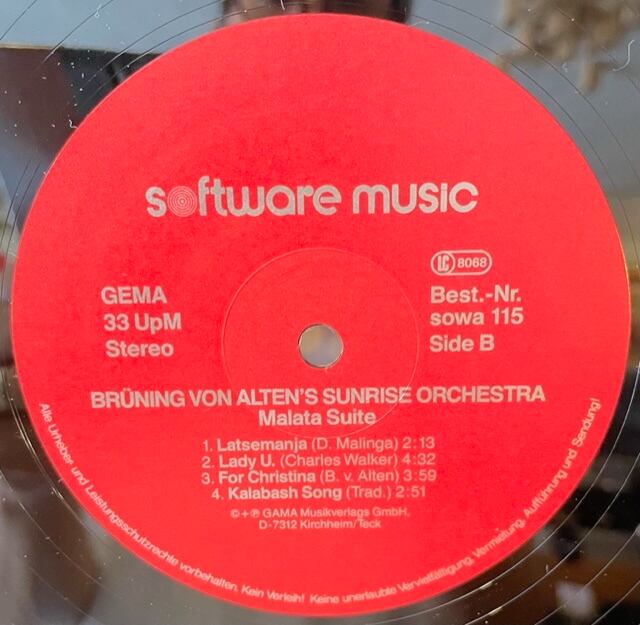 software music
LC 8068
GEMA
33 UpM
Stereo
Best.-Nr.
sowa 115
Side B
BRÜNING VON ALTEN'S SUNRISE ORCHESTRA
Malata Suite
1. Latsemanja (D. Malinga) 2:13
2. Lady U. (Charles Walker) 4:32
3. For Christina (B. v. Alten) 3:59
4. Kalabash Song (Trad.) 2:51
©+℗ GAMA Musikverlags GmbH,
D-7312 Kirchheim/Teck
Alle Urheber- und Leistungsschutzrechte vorbehalten. Kein Verleih! Keine unerlaubte Vervielfältigung, Vermietung, Aufführung und Sendung!